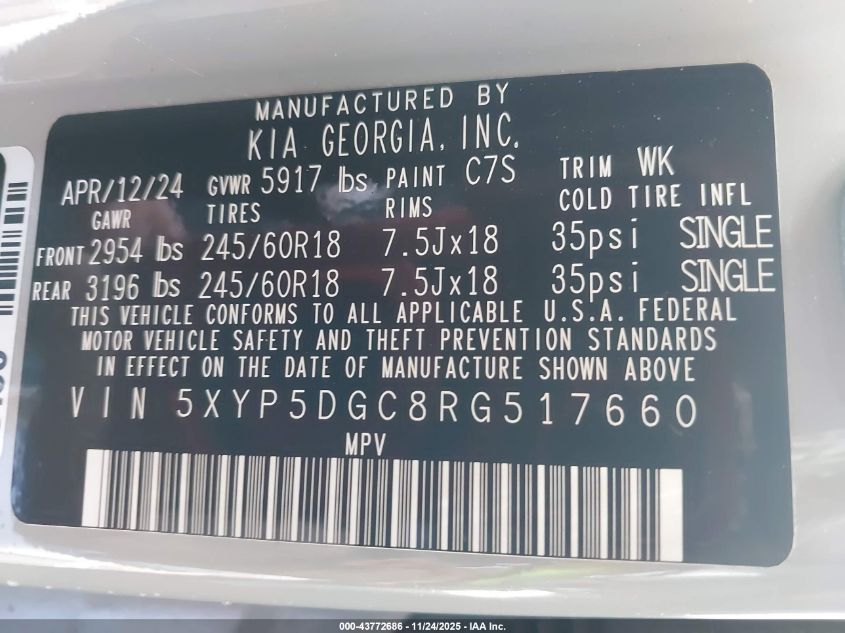 MANUFACTURED BY
KIA GEORGIA, INC.
APR/12/24 GVWR 5917 lbs PAINT C7S TRIM WK
GAWR TIRES RIMS COLD TIRE INFL
FRONT 2954 lbs 245/60R18 7.5Jx18 35psi SINGLE
REAR 3196 lbs 245/60R18 7.5Jx18 35psi SINGLE
THIS VEHICLE CONFORMS TO ALL APPLICABLE U.S.A. FEDERAL
MOTOR VEHICLE SAFETY AND THEFT PREVENTION STANDARDS
IN EFFECT ON THE DATE OF MANUFACTURE SHOWN ABOVE
VIN 5XYP5DGC8RG517660
MPV
000-43772686 - 11/24/2025 - IAA Inc.